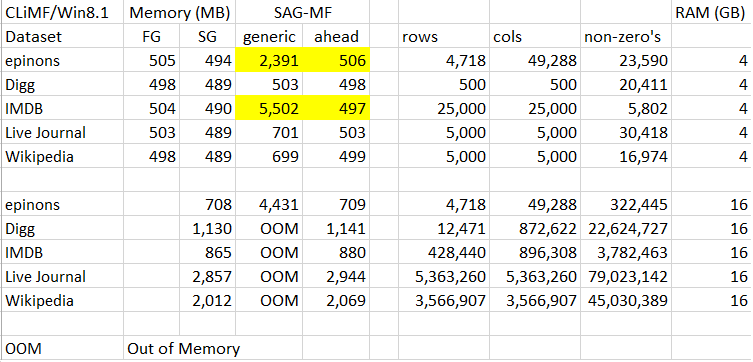 CLiMF/Win8.1 Memory (MB) SAG-MF RAM (GB)
Dataset FG SG generic ahead rows cols non-zero's
epinons 505 494 2,391 506 4,718 49,288 23,590 4
Digg 498 489 503 498 500 500 20,411 4
IMDB 504 490 5,502 497 25,000 25,000 5,802 4
Live Journal 503 489 701 503 5,000 5,000 30,418 4
Wikipedia 498 489 699 499 5,000 5,000 16,974 4
epinons 708 4,431 709 4,718 49,288 322,445 16
Digg 1,130 OOM 1,141 12,471 872,622 22,624,727 16
IMDB 865 OOM 880 428,440 896,308 3,782,463 16
Live Journal 2,857 OOM 2,944 5,363,260 5,363,260 79,023,142 16
Wikipedia 2,012 OOM 2,069 3,566,907 3,566,907 45,030,389 16
OOM Out of Memory